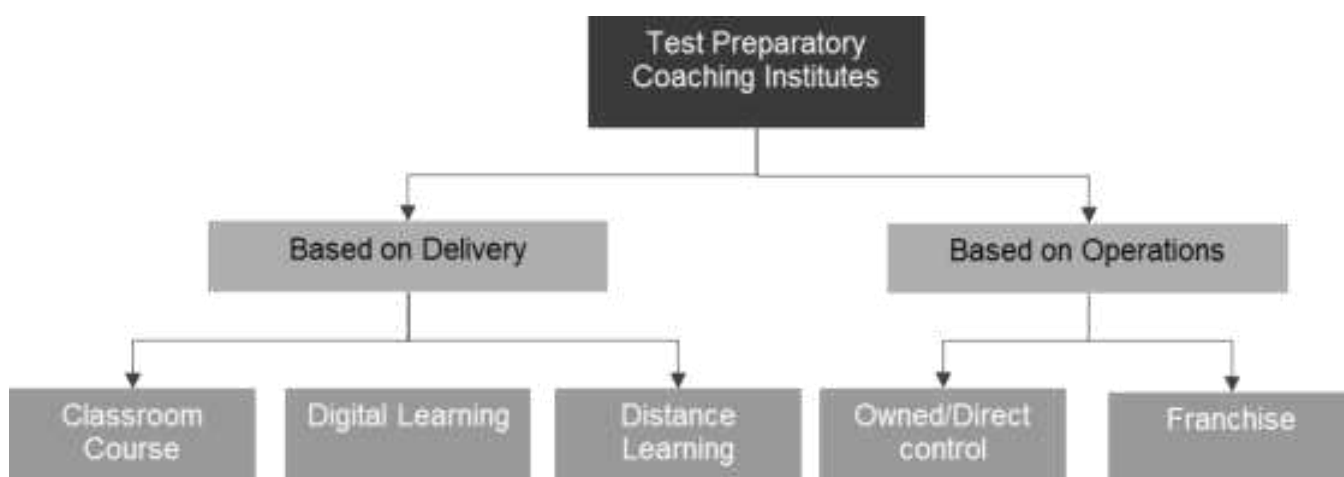 Test Preparatory
Coaching Institutes
Based on Delivery
Based on Operations
Classroom
Course
Digital Learning
Distance
Learning
Owned/Direct
control
Franchise